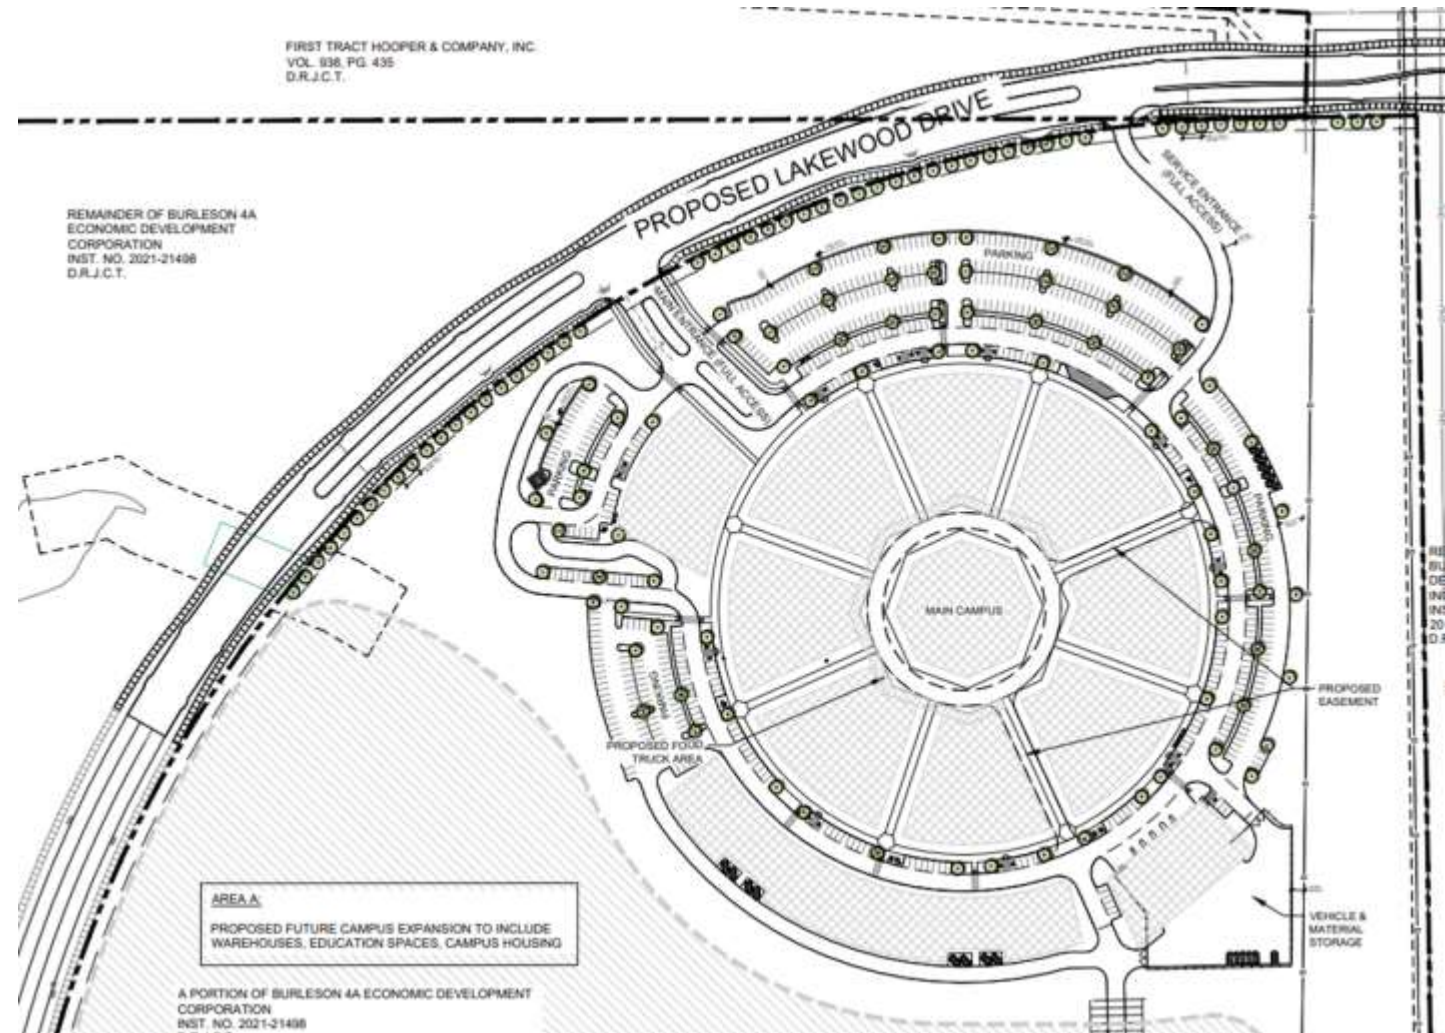 FIRST TRACT HOOPER & COMPANY, INC.
VOL. 938, PG. 435
D.R.J.C.T.
PROPOSED LAKEWOOD DRIVE
SERVICE ENTRANCE
(FULL ACCESS)
REMAINDER OF BURLESON 4A
ECONOMIC DEVELOPMENT
CORPORATION
INST. NO. 2021-21498
D.R.J.C.T.
PARKING
MAIN ENTRANCE (FULL ACCESS)
PARKING
PARKING
MAIN CAMPUS
PARKING
PROPOSED
EASEMENT
PROPOSED FOOD
TRUCK AREA
AREA A:
PROPOSED FUTURE CAMPUS EXPANSION TO INCLUDE
WAREHOUSES, EDUCATION SPACES, CAMPUS HOUSING
VEHICLE &
MATERIAL
STORAGE
A PORTION OF BURLESON 4A ECONOMIC DEVELOPMENT
CORPORATION
INST. NO. 2021-21498